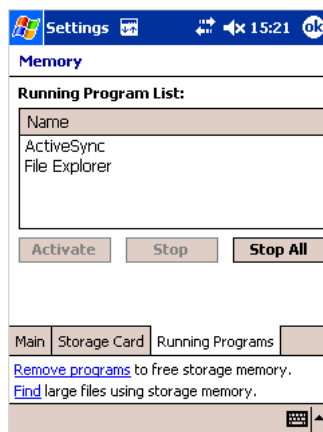 Settings 15:21 ok
Memory
Running Program List:
Name
ActiveSync
File Explorer
Activate Stop Stop All
Main Storage Card Running Programs
Remove programs to free storage memory.
Find large files using storage memory.